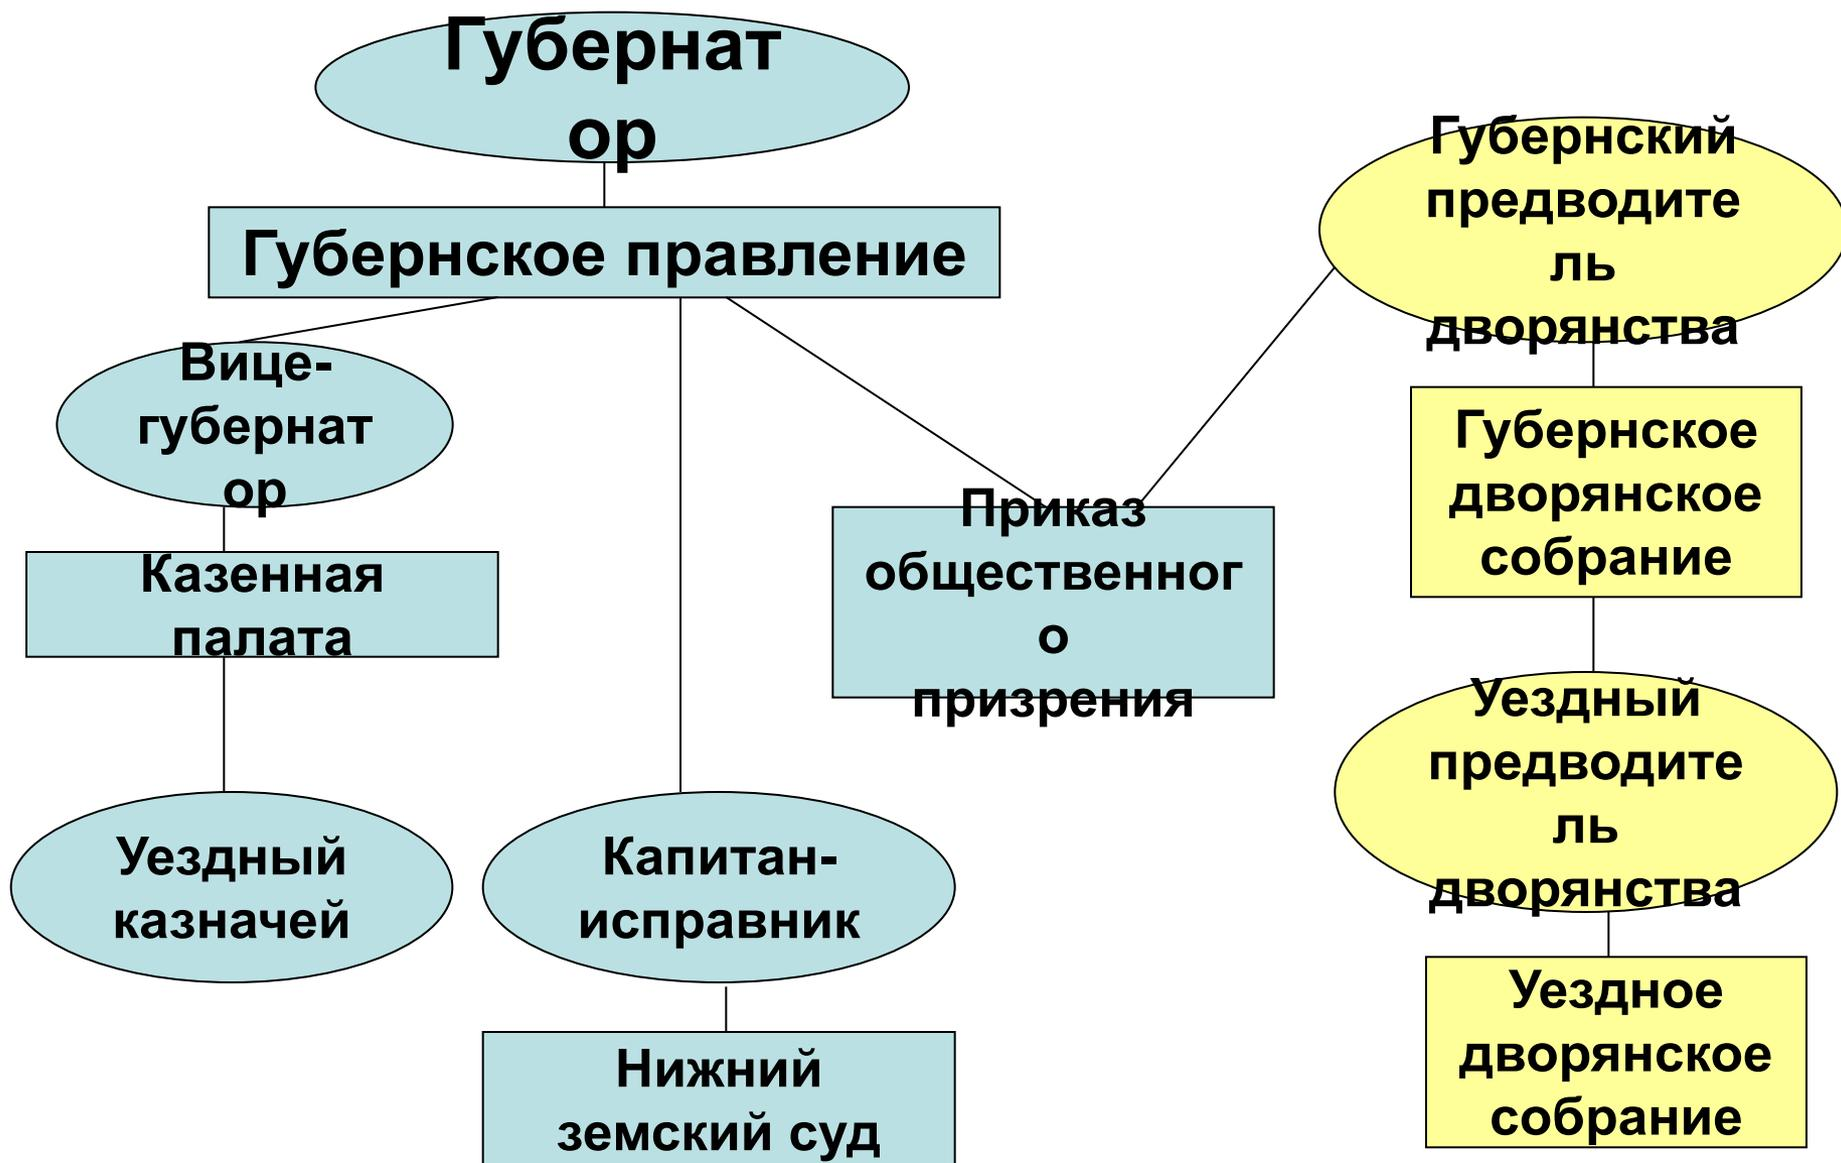 Губернат
ор
Губернское правление
Вице-
губернат
ор
Казенная
палата
Уездный
казначей
Капитан-
исправник
Нижний
земский суд
Приказ
общественног
о
призрения
Губернский
предводите
ль
дворянства
Губернское
дворянское
собрание
Уездный
предводите
ль
дворянства
Уездное
дворянское
собрание